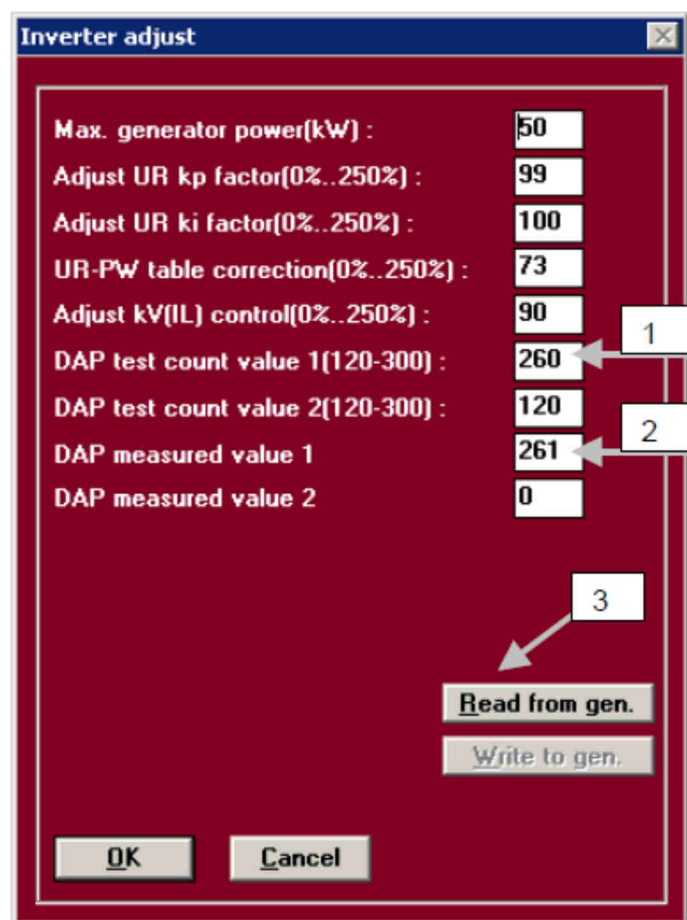 Inverter adjust
Max. generator power(kW) : 50
Adjust UR kp factor(0%..250%) : 99
Adjust UR ki factor(0%..250%) : 100
UR-PW table correction(0%..250%) : 73
Adjust kV(IL) control(0%..250%) : 90
1
DAP test count value 1(120-300) : 260
DAP test count value 2(120-300) : 120
2
DAP measured value 1 261
DAP measured value 2 0
3
Read from gen.
Write to gen.
OK Cancel